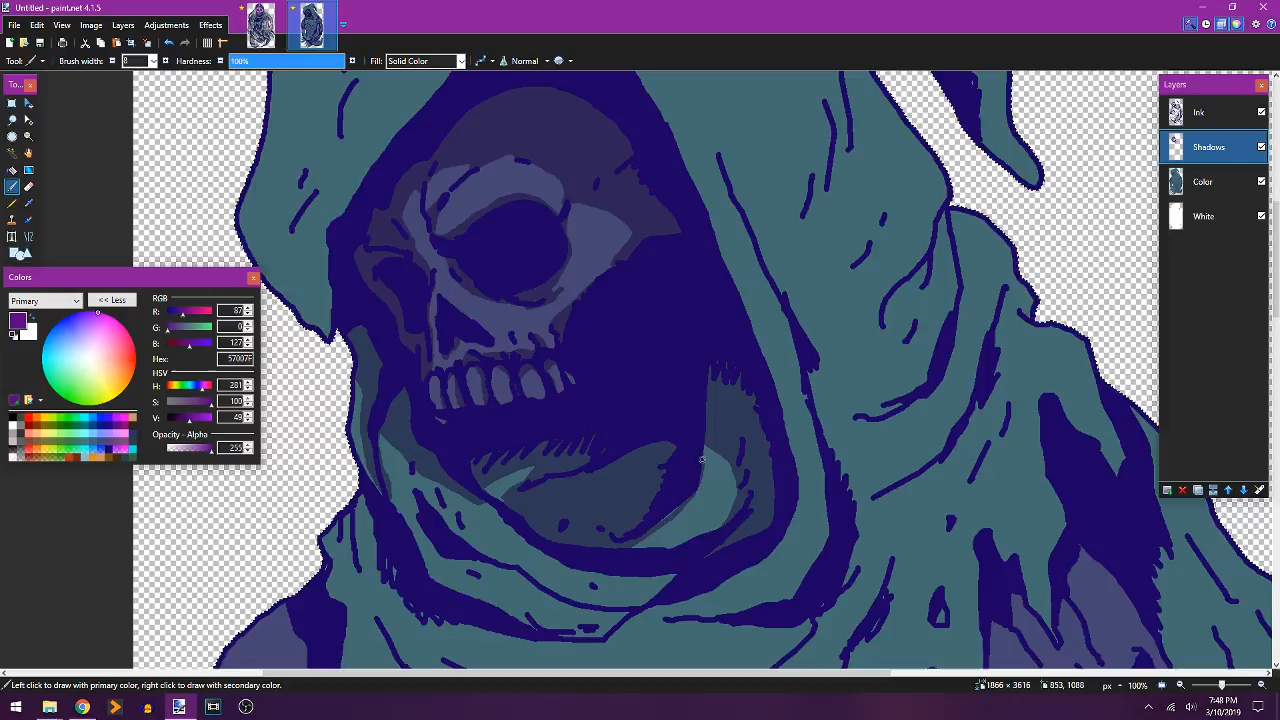 Untitled - paint.net 4.1.5
File Edit View Image Layers Adjustments Effects
Tool: Brush width: 8 Hardness: 100% Fill: Solid Color Normal
To...
Layers
Ink
Shadows
Color
White
Colors
Primary << Less
RGB
R: 87
G: 0
B: 127
Hex: 57007F
HSV
H: 281
S: 100
V: 49
Opacity - Alpha
255
Left click to draw with primary color, right click to draw with secondary color. 1866 × 3616 853, 1088 px 100%
7:48 PM
3/10/2019